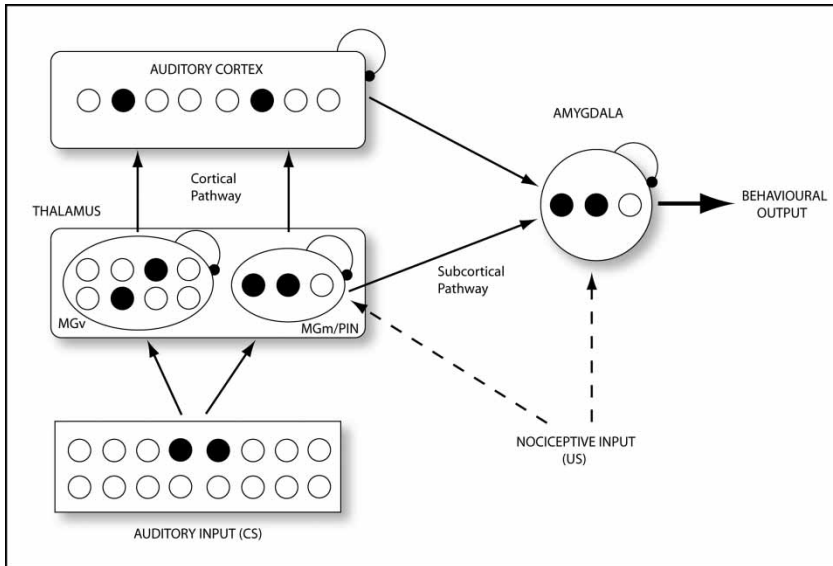 AUDITORY CORTEX
AMYGDALA
Cortical
Pathway
BEHAVIOURAL
OUTPUT
THALAMUS
Subcortical
Pathway
MGv
MGm/PIN
NOCICEPTIVE INPUT
(US)
AUDITORY INPUT (CS)